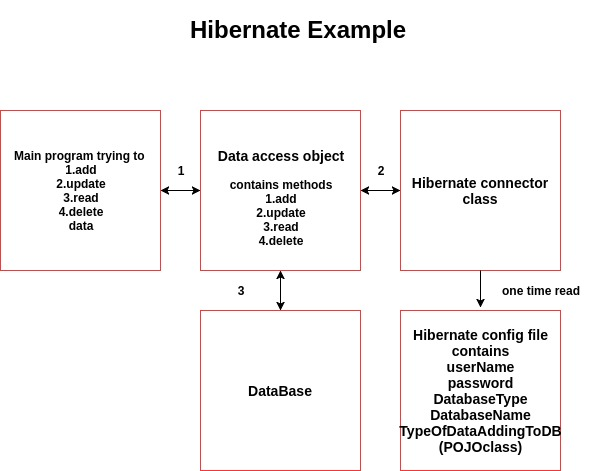 Hibernate Example
Main program trying to
1.add
2.update
3.read
4.delete
data
1
Data access object
contains methods
1.add
2.update
3.read
4.delete
2
Hibernate connector
class
3
one time read
DataBase
Hibernate config file
contains
userName
password
DatabaseType
DatabaseName
TypeOfDataAddingToDB
(POJOclass)